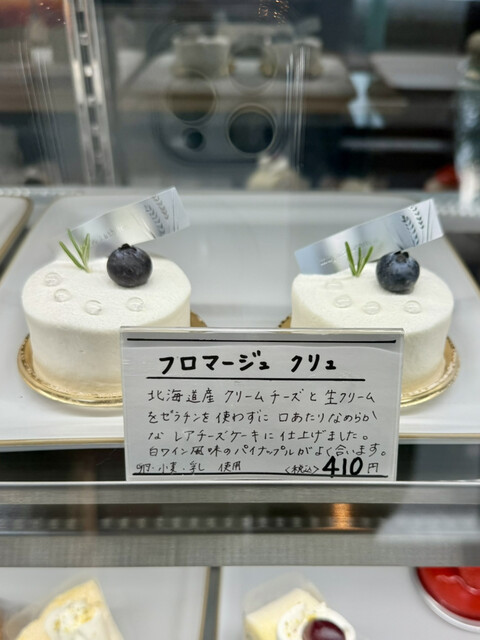 フロマージュ クリュ
北海道産 クリームチーズと生クリーム
をゼラチンを使わずに 口あたりなめらか
な レアチーズケーキに仕上げました。
白ワイン風味のパイナップルがよく合います。
卵・小麦・乳 使用 <税込> 410円